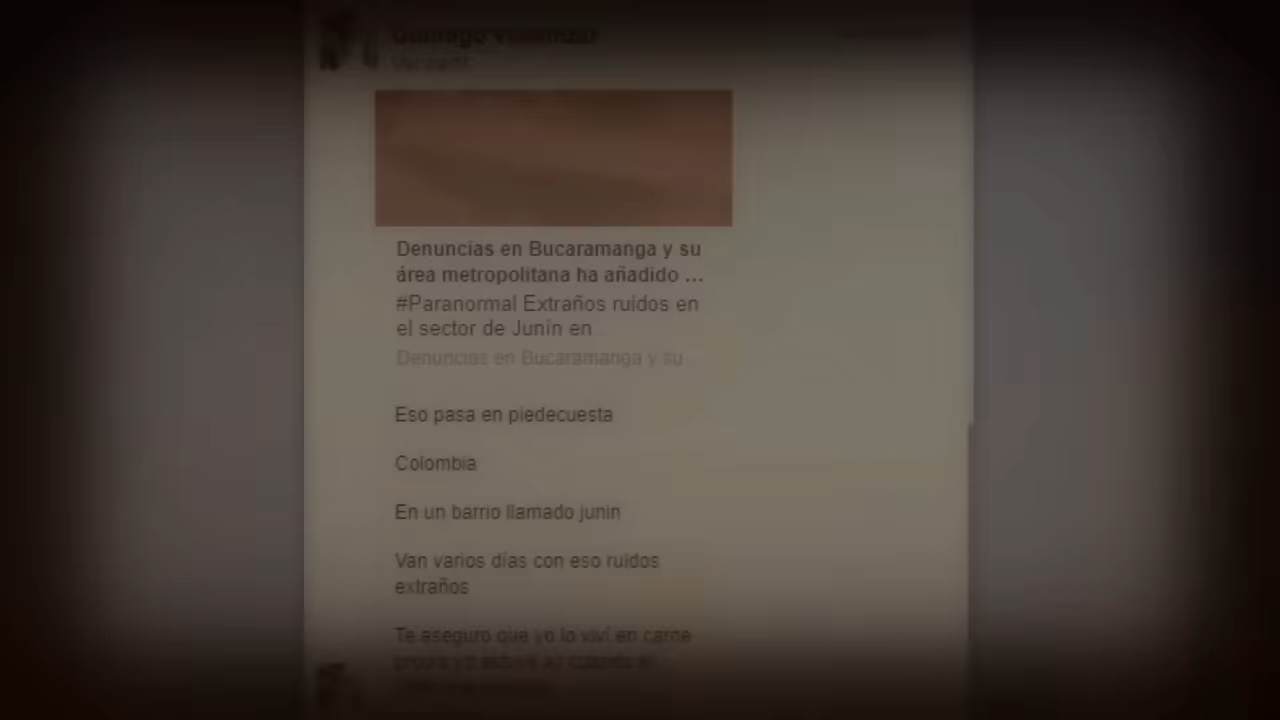 Denuncias en Bucaramanga y su
área metropolitana ha añadido ...
#Paranormal Extraños ruidos en
el sector de Junín en
Denuncias en Bucaramanga y su
Eso pasa en piedecuesta
Colombia
En un barrio llamado junin
Van varios días con eso ruidos
extraños
Te aseguro que yo lo viví en carne